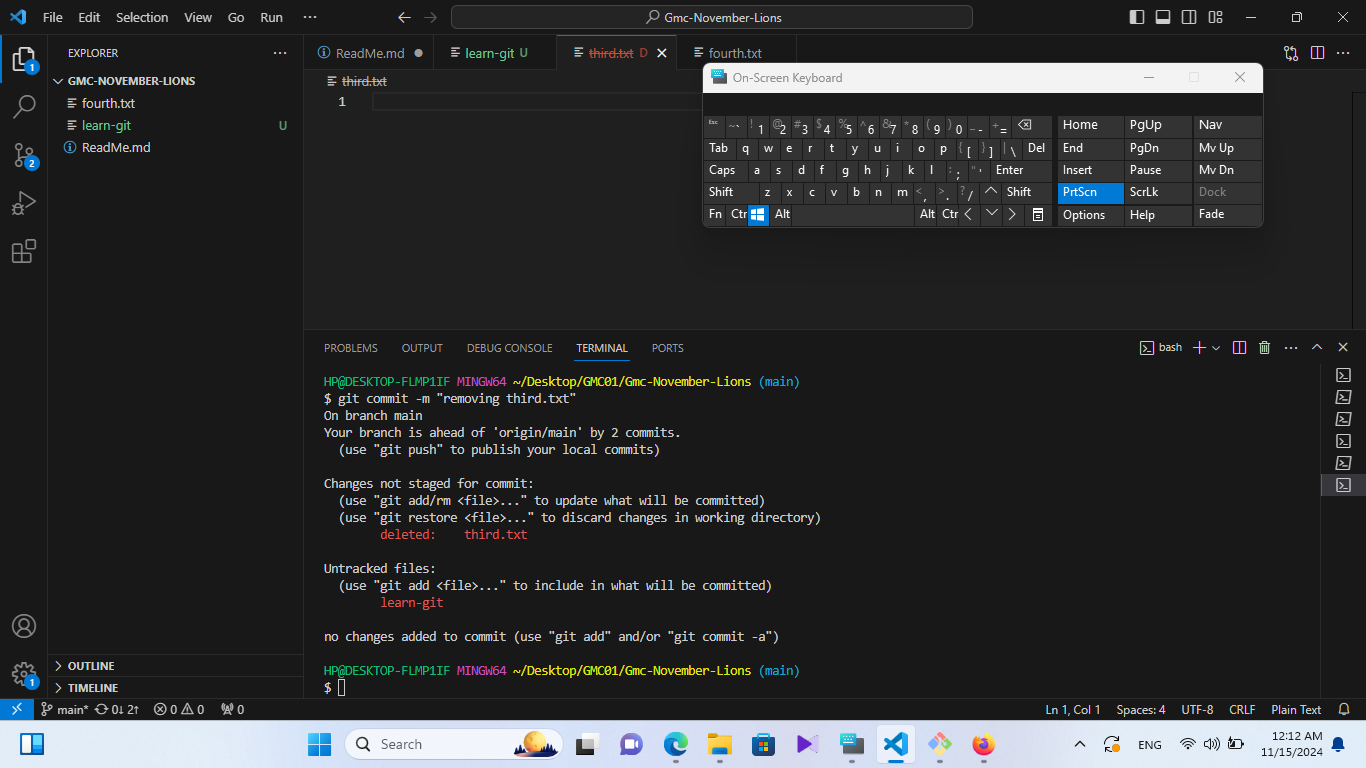 File Edit Selection View Go Run ··· Gmc-November-Lions
EXPLORER ···
GMC-NOVEMBER-LIONS
fourth.txt
learn-git U
ReadMe.md
OUTLINE
TIMELINE
1
2
1
ReadMe.md learn-git U third.txt D fourth.txt
third.txt
1
On-Screen Keyboard
Esc ~ ` ! 1 @ 2 # 3 $ 4 % 5 ^ 6 & 7 * 8 ( 9 ) 0 _ - + = Home PgUp Nav
Tab q w e r t y u i o p { [ } ] | \ Del End PgDn Mv Up
Caps a s d f g h j k l : ; " ' Enter Insert Pause Mv Dn
Shift z x c v b n m < , > . ? / Shift PrtScn ScrLk Dock
Fn Ctr Alt Alt Ctr Options Help Fade
PROBLEMS OUTPUT DEBUG CONSOLE TERMINAL PORTS bash
HP@DESKTOP-FLMP1IF MINGW64 ~/Desktop/GMC01/Gmc-November-Lions (main)
$ git commit -m "removing third.txt"
On branch main
Your branch is ahead of 'origin/main' by 2 commits.
(use "git push" to publish your local commits)
Changes not staged for commit:
(use "git add/rm <file>..." to update what will be committed)
(use "git restore <file>..." to discard changes in working directory)
deleted: third.txt
Untracked files:
(use "git add <file>..." to include in what will be committed)
learn-git
no changes added to commit (use "git add" and/or "git commit -a")
HP@DESKTOP-FLMP1IF MINGW64 ~/Desktop/GMC01/Gmc-November-Lions (main)
$
main* 0↓ 2↑ 0 0 0 Ln 1, Col 1 Spaces: 4 UTF-8 CRLF Plain Text
Search ENG 12:12 AM
11/15/2024